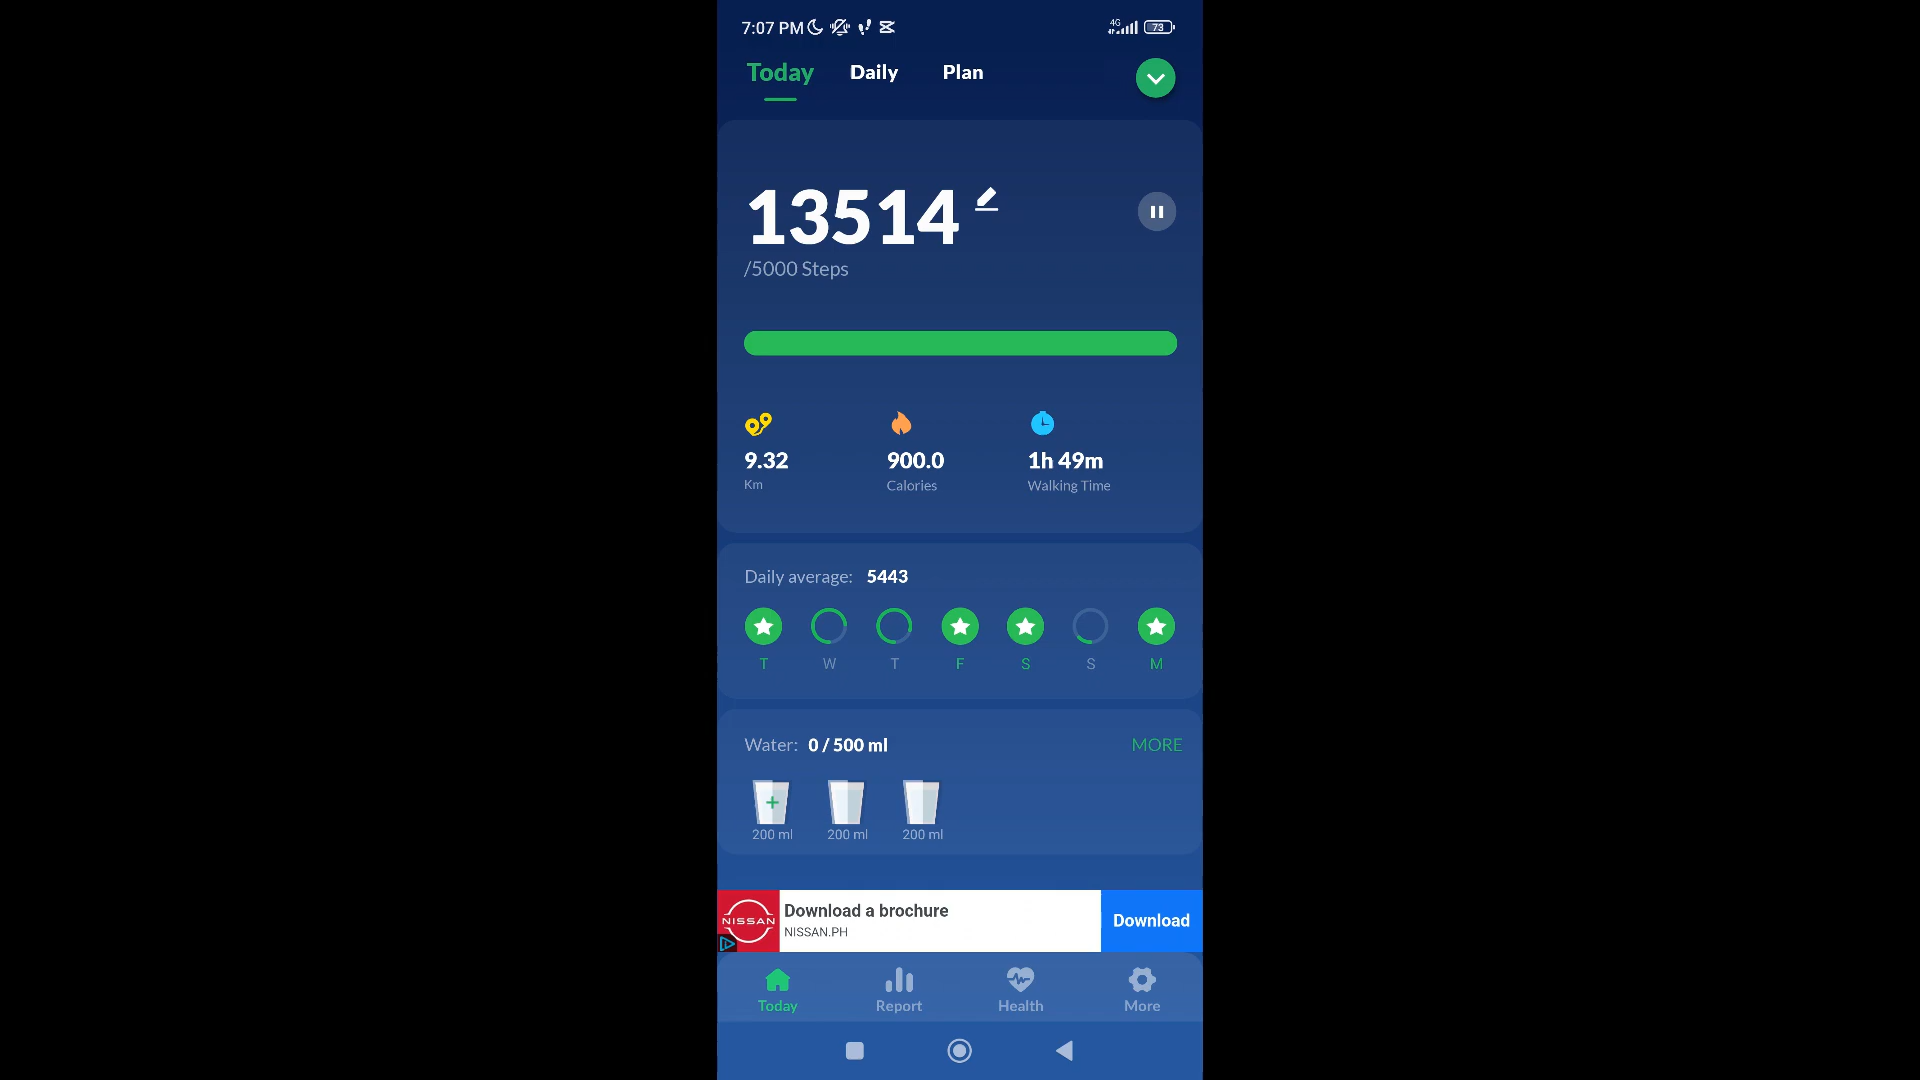 7:07 PM 4G 73
Today Daily Plan
13514
/5000 Steps
9.32 900.0 1h 49m
Km Calories Walking Time
Daily average: 5443
T W T F S S M
Water: 0 / 500 ml MORE
200 ml 200 ml 200 ml
NISSAN Download a brochure Download
NISSAN.PH
Today Report Health More